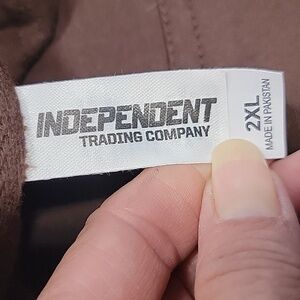 INDEPENDENT
TRADING COMPANY
2XL
MADE IN PAKISTAN